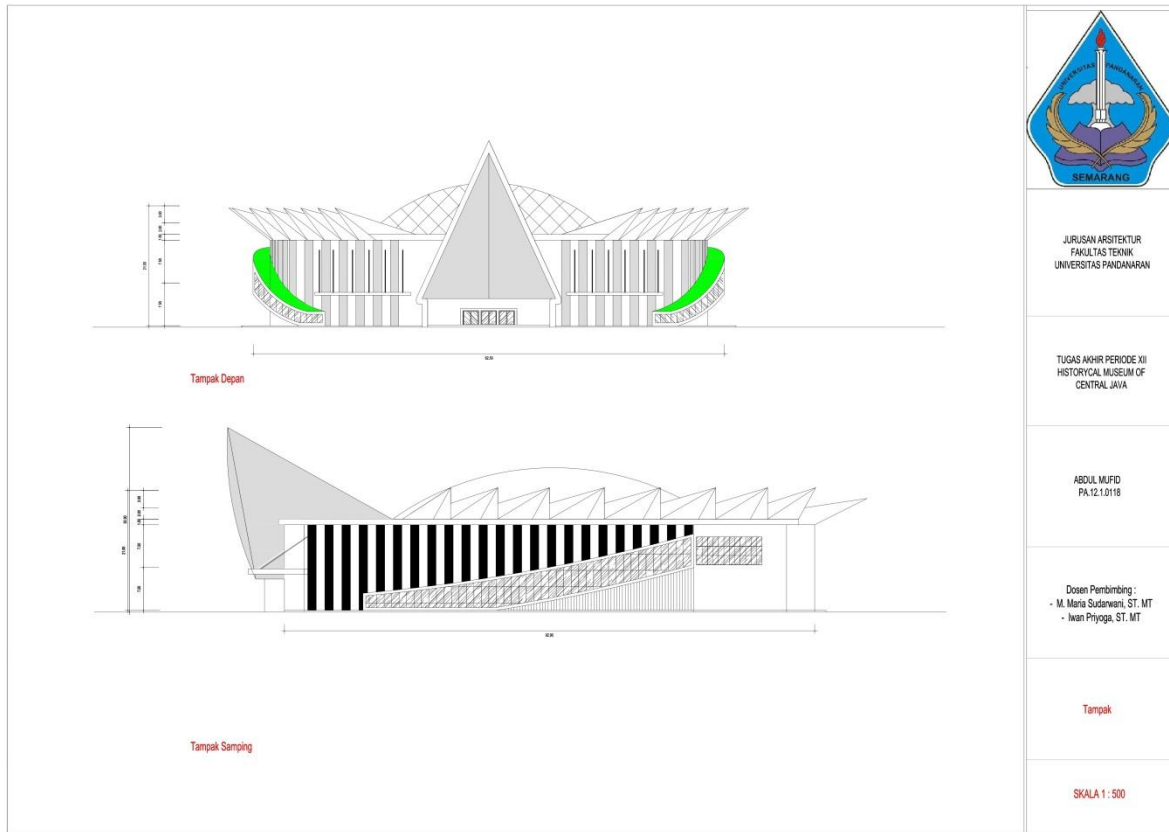 Tampak Depan
Tampak Samping
UNIVERSITAS PANDANARAN
SEMARANG
JURUSAN ARSITEKTUR
FAKULTAS TEKNIK
UNIVERSITAS PANDANARAN
TUGAS AKHIR PERIODE XII
HISTORYCAL MUSEUM OF
CENTRAL JAVA
ABDUL MUFID
PA.12.1.0118
Dosen Pembimbing :
- M. Maria Sudarwani, ST. MT
- Iwan Priyoga, ST. MT
Tampak
SKALA 1 : 500